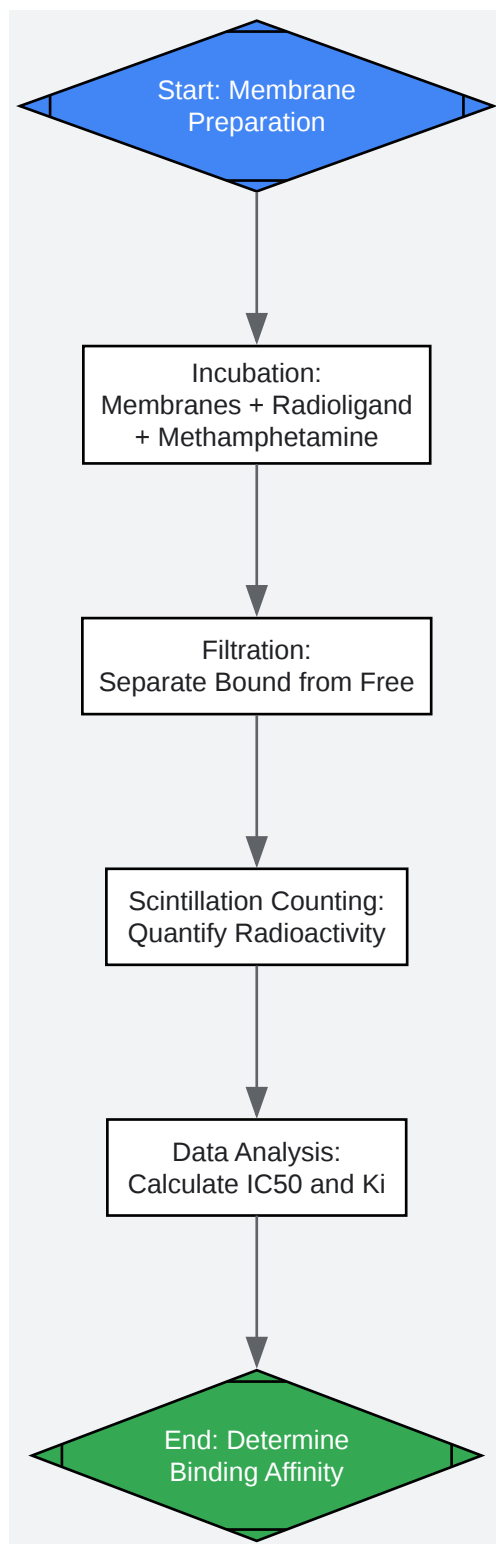 Start: Membrane
Preparation
Incubation:
Membranes + Radioligand
+ Methamphetamine
Filtration:
Separate Bound from Free
Scintillation Counting:
Quantify Radioactivity
Data Analysis:
Calculate IC50 and Ki
End: Determine
Binding Affinity